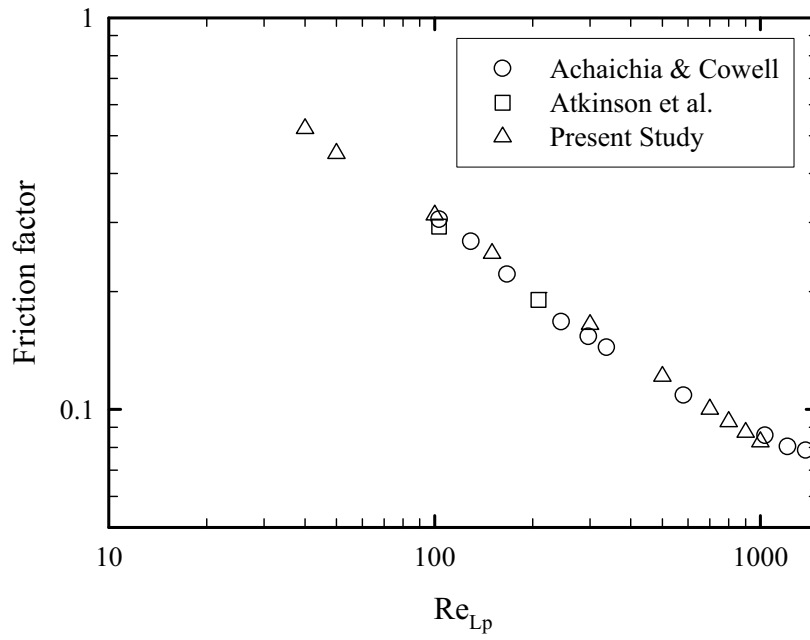 1
0.1
Friction factor
Achaichia & Cowell
Atkinson et al.
Present Study
10
100
1000
Re_Lp